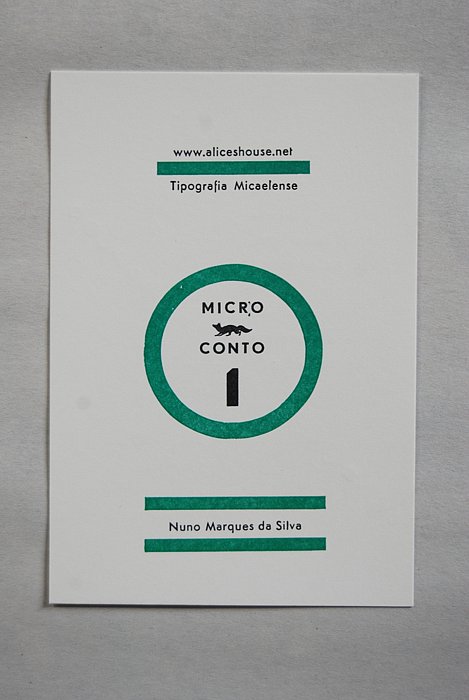 www.aliceshouse.net
Tipografia Micaelense
MICRO
CONTO
1
Nuno Marques da Silva